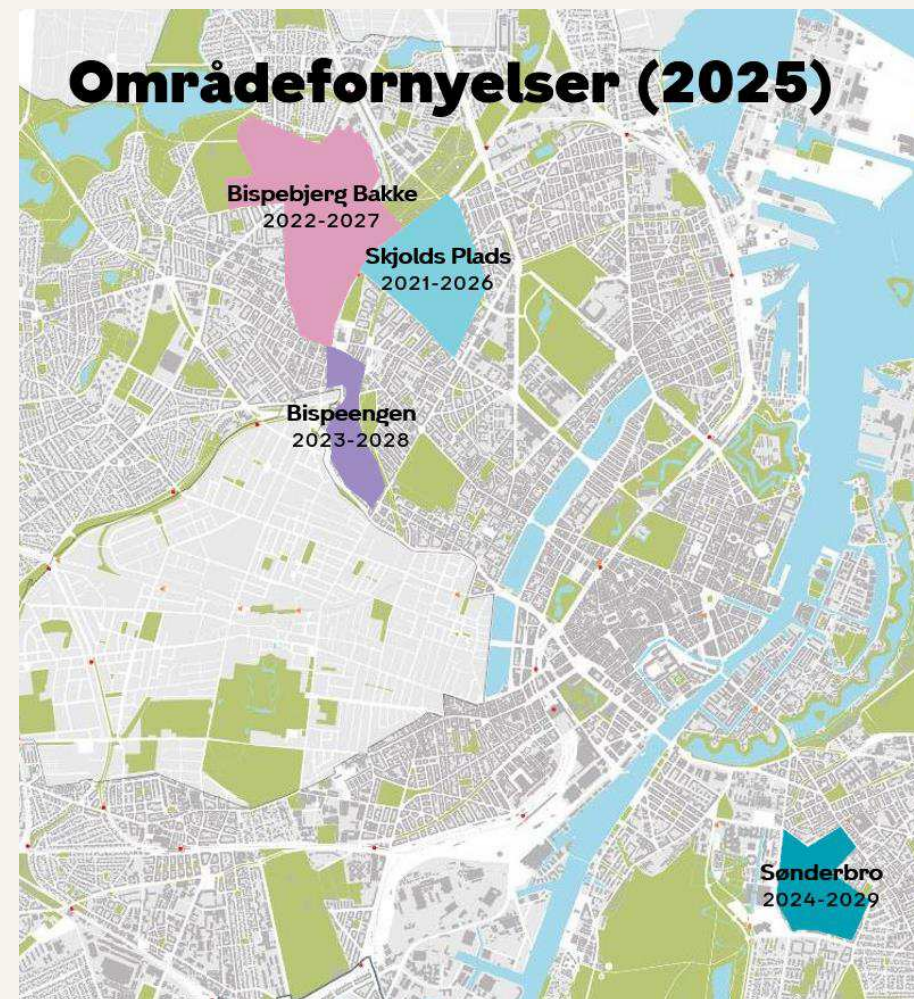 Områdefornyelser (2025)
Bispebjerg Bakke
2022-2027
Skjolds Plads
2021-2026
Bispeengen
2023-2028
Sønderbro
2024-2029